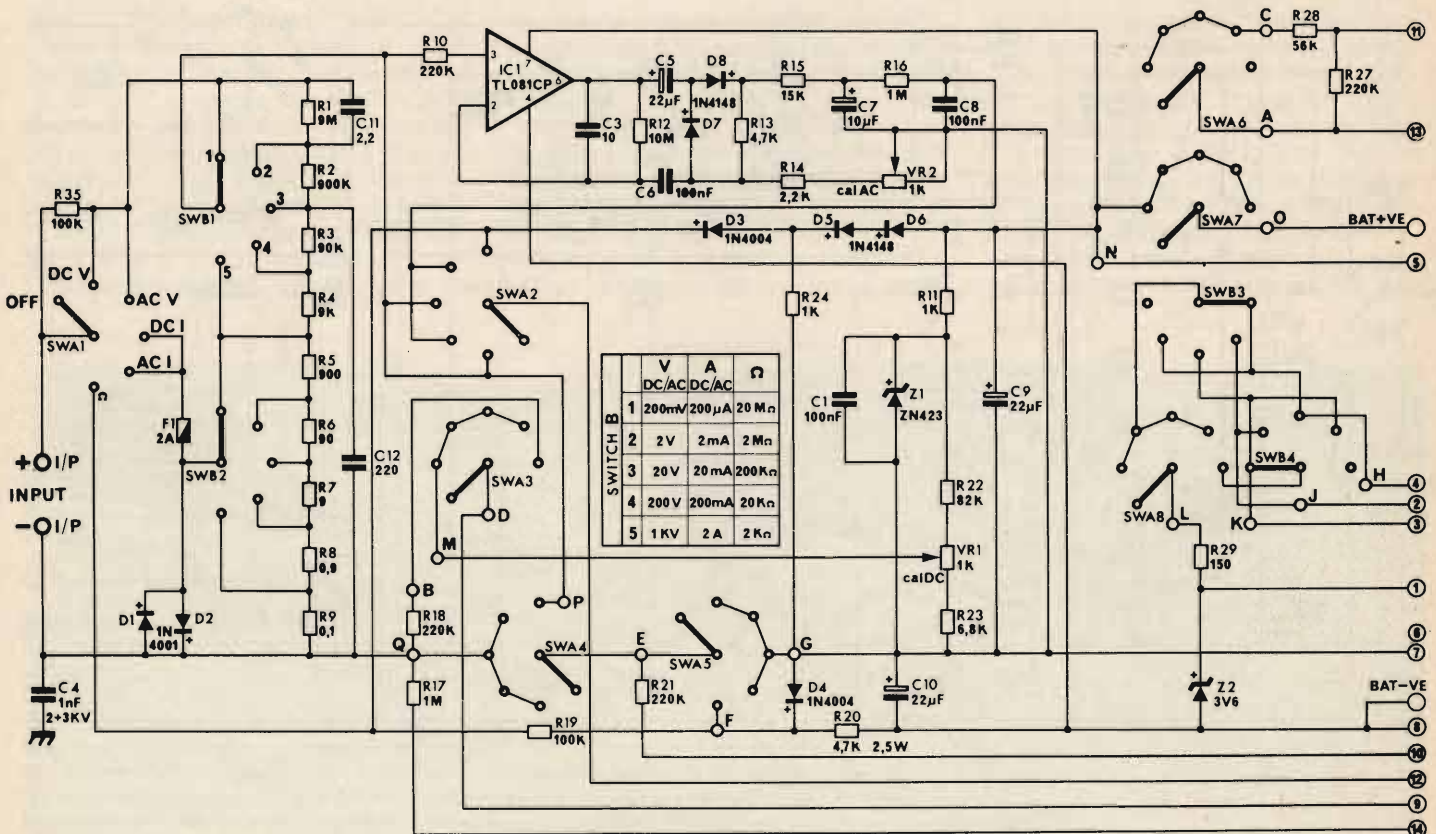 R10
220K
3
7
IC1
TL081CP
6
2
4
C5
+
22µF
D8
+
1N4148
D7
C3
10
R12
10M
R13
4,7K
C6
100nF
R15
15K
+
C7
10µF
R16
1M
C8
100nF
R14
2,2K
VR2
1K
calAC
C
R28
56K
11
R27
220K
SWA6
A
13
R1
9M
C11
2,2
R2
900K
R3
90K
R4
9K
R5
900
R6
90
R7
9
R8
0,9
R9
0,1
C12
220
1
2
3
4
5
SWB1
R35
100K
DC V
OFF
AC V
DC I
SWA1
AC I
Ω
F1
2A
SWB2
+ I/P
INPUT
- I/P
D1
+
1N
4001
D2
+
C4
1nF
2+3KV
D3
+
1N4004
D5
D6
+
+
1N4148
SWA2
R24
1K
R11
1K
N
SWA7
O
BAT+VE
5
SWITCH B
V
DC/AC
A
DC/AC
Ω
1 200mV 200µA 20MΩ
2 2V 2mA 2MΩ
3 20V 20mA 200KΩ
4 200V 200mA 20KΩ
5 1KV 2A 2KΩ
C1
100nF
+
Z1
ZN423
+
C9
22µF
R22
82K
VR1
1K
calDC
R23
6,8K
SWA3
D
M
B
R18
220K
Q
R17
1M
P
SWA4
E
R21
220K
SWA5
G
D4
1N4004
+
F
R19
100K
R20
4,7K 2,5W
+
C10
22µF
SWB3
SWB4
H
4
J
2
SWA8
L
K
3
R29
150
1
6
7
+
Z2
3V6
BAT-VE
8
10
12
9
14